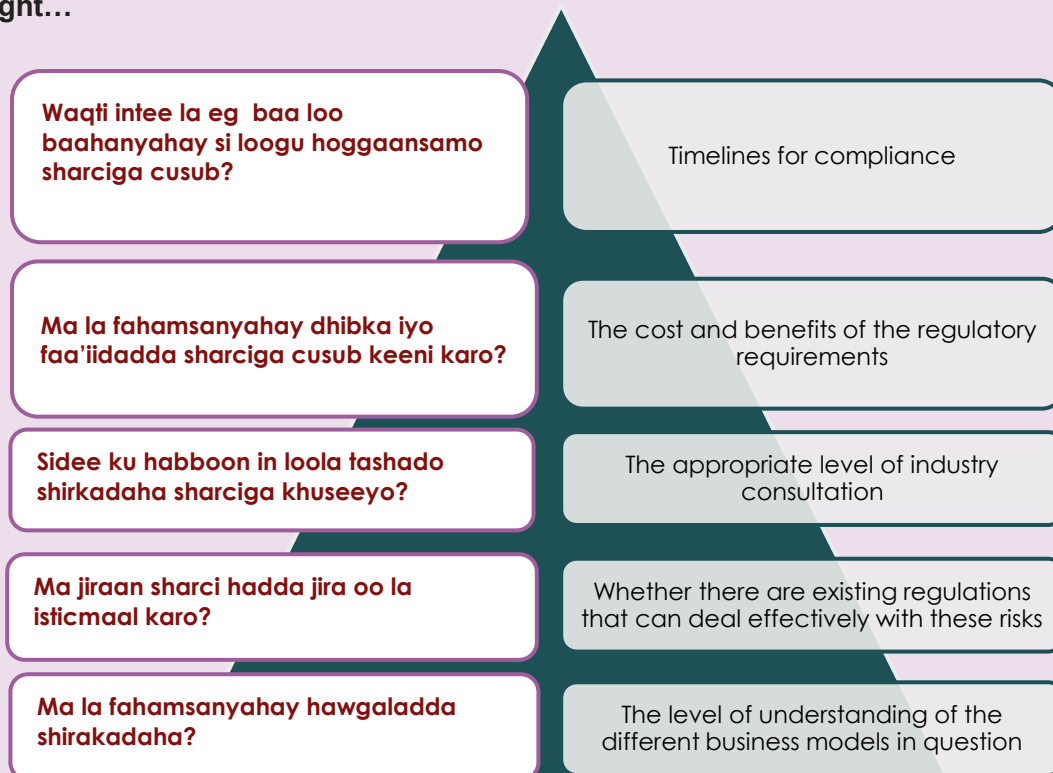 ght…
Waqti intee la eg baa loo
baahanyahay si loogu hoggaansamo
sharciga cusub?
Timelines for compliance
Ma la fahamsanyahay dhibka iyo
faa'iidadda sharciga cusub keeni karo?
The cost and benefits of the regulatory
requirements
Sidee ku habboon in loola tashado
shirkadaha sharciga khuseeyo?
The appropriate level of industry
consultation
Ma jiraan sharci hadda jira oo la
isticmaal karo?
Whether there are existing regulations
that can deal effectively with these risks
Ma la fahamsanyahay hawgaladda
shirakadaha?
The level of understanding of the
different business models in question